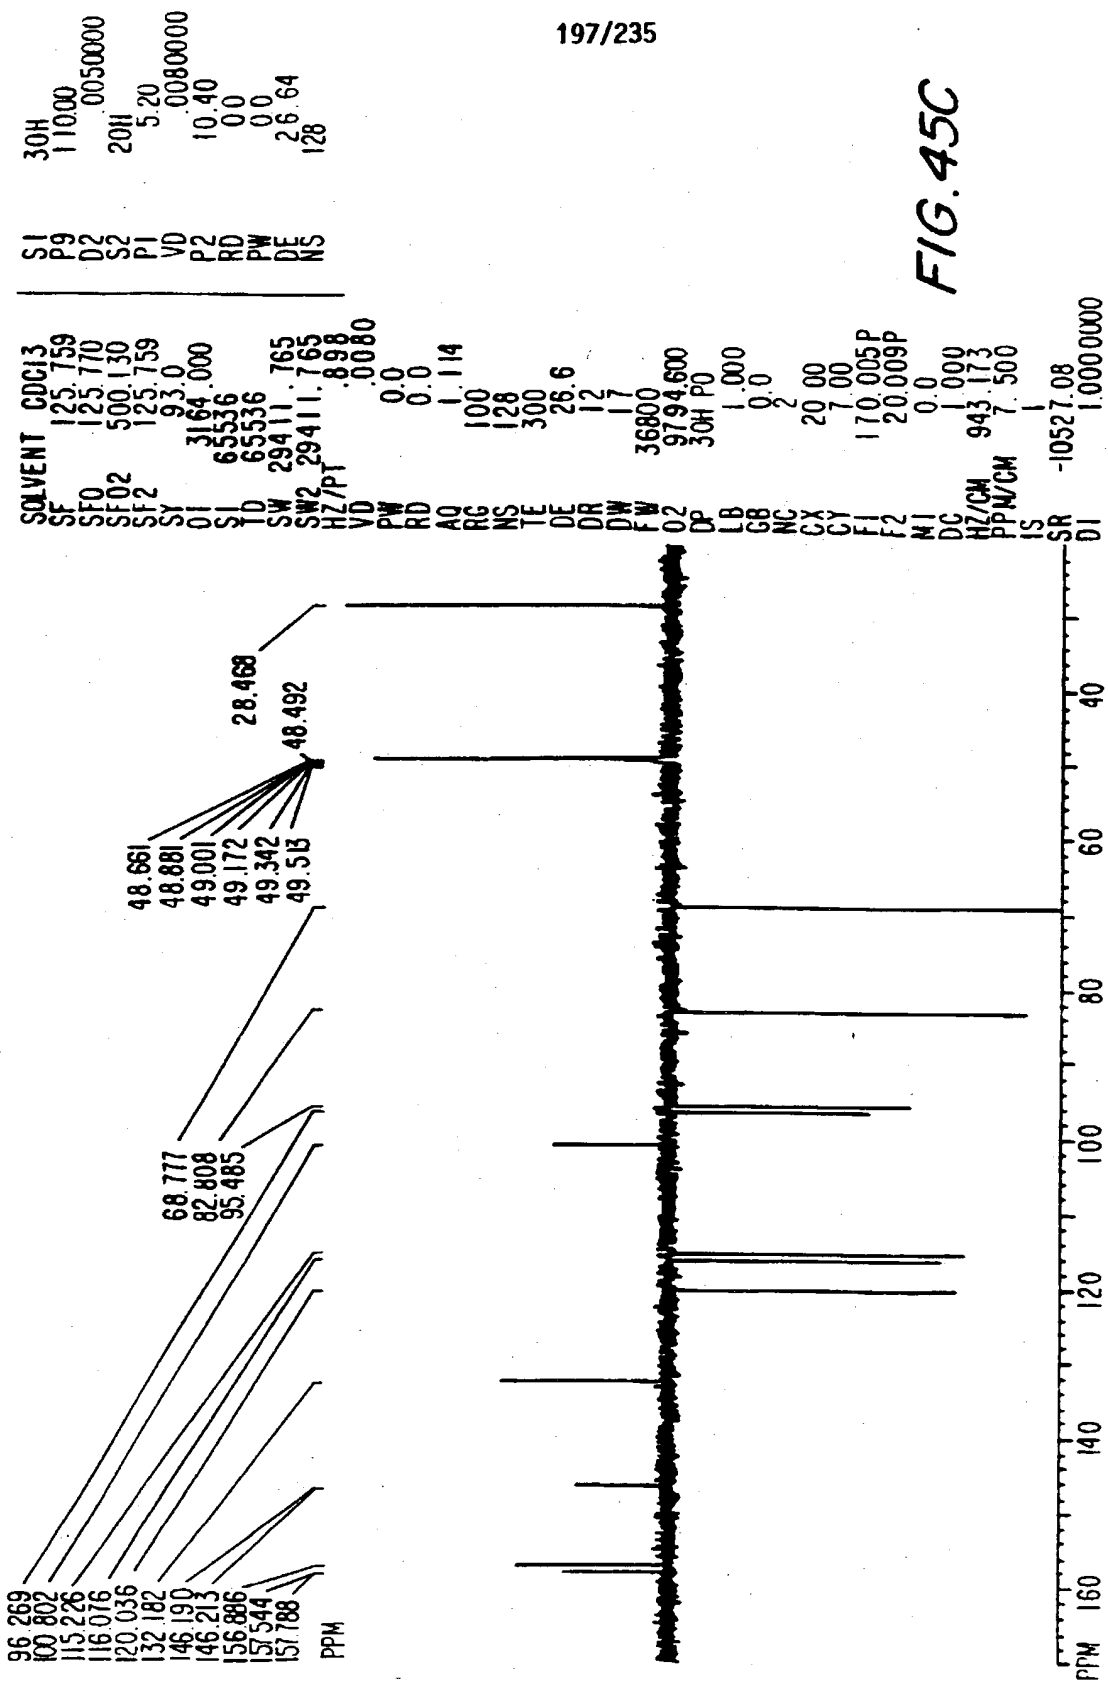 197/235
96.269
100.802
115.226
116.076
120.036
132.182
146.190
146.213
156.886
157.544
157.788
PPM
68.777
82.808
95.485
48.661
48.881
49.001
49.172
49.342
49.513
48.492
28.468
SOLVENT CDCl3
SF 125.759
SFO 125.770
SFO2 500.130
SF2 125.759
SY 93.0
O1 3164.000
SI 65536
TD 65536
SW 29411.765
SW2 29411.765
HZ/PT .898
VD .0080
PW 0.0
RD 0.0
AQ 1.114
RG 100
NS 128
TE 300
DE 26.6
DR 12
DW 17
FW 36800
O2 9794.600
DP 30H PO
LB 1.000
GB 0.0
NC 2
CX 20.00
CY 7.00
F1 170.005P
F2 20.009P
MI 0.0
DC 1.000
HZ/CM 943.173
PPM/CM 7.500
IS 1
SR -10527.08
D1 1.0000000
S1 30H
P9 110.00
D2 .0050000
S2 20H
P1 5.20
VD .0080000
P2 10.40
RD 0.0
PW 0.0
DE 26.64
NS 128
PPM 160 140 120 100 80 60 40
FIG. 45C